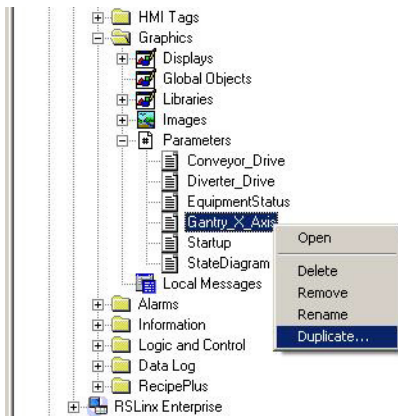 HMI Tags
Graphics
Displays
Global Objects
Libraries
Images
Parameters
Conveyor_Drive
Diverter_Drive
EquipmentStatus
Gantry_X_Axis
Startup
StateDiagram
Local Messages
Alarms
Information
Logic and Control
Data Log
RecipePlus
RSLinx Enterprise
Open
Delete
Remove
Rename
Duplicate...